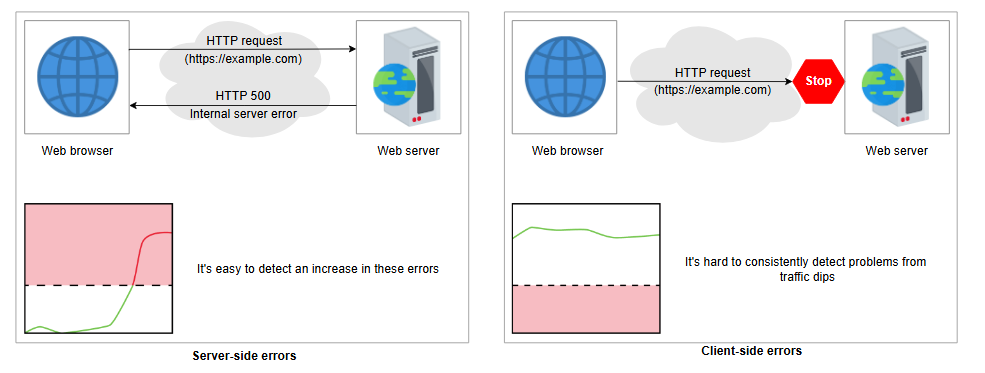 HTTP request
(https://example.com)
HTTP 500
Internal server error
Web browser
Web server
It's easy to detect an increase in these errors
Server-side errors
HTTP request
(https://example.com)
Stop
Web browser
Web server
It's hard to consistently detect problems from
traffic dips
Client-side errors